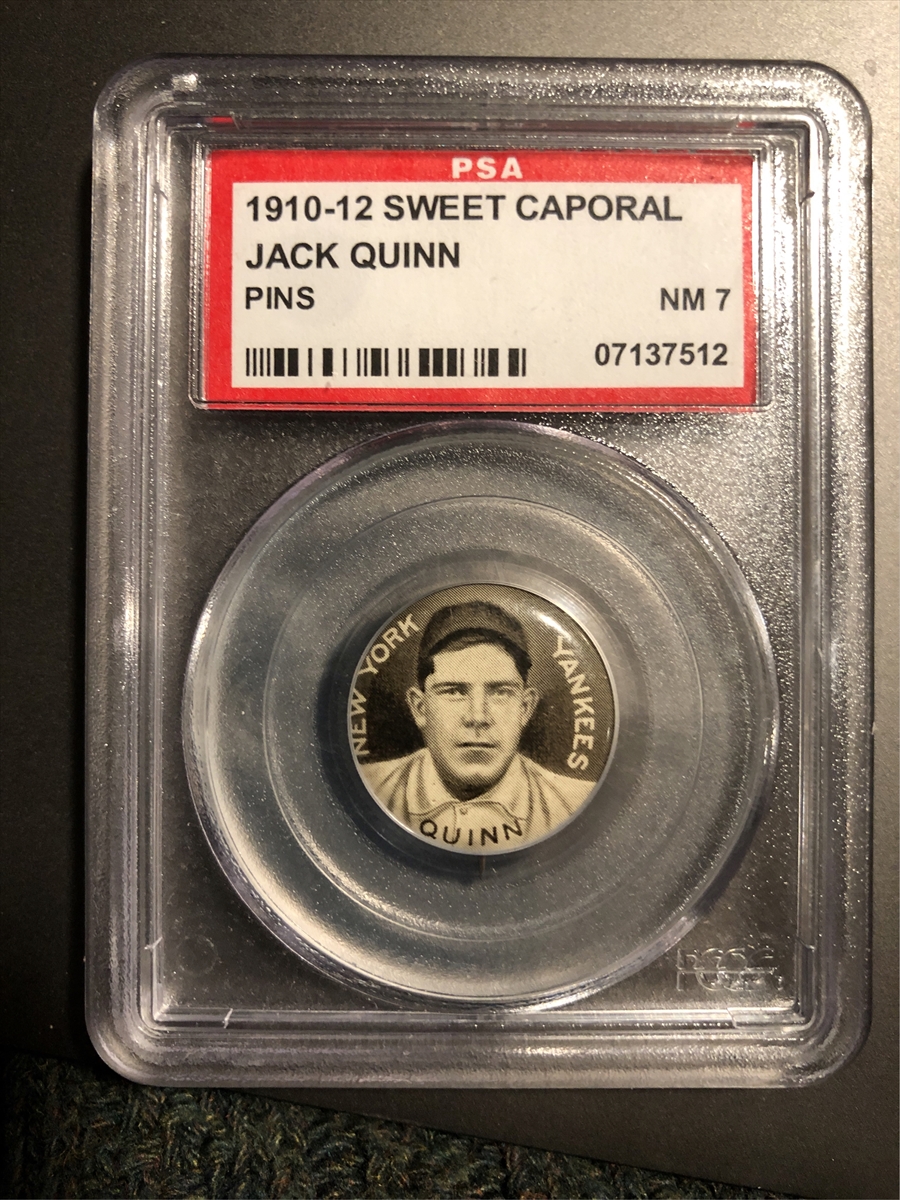 PSA
1910-12 SWEET CAPORAL
JACK QUINN
PINS NM 7
07137512
NEW YORK YANKEES
QUINN